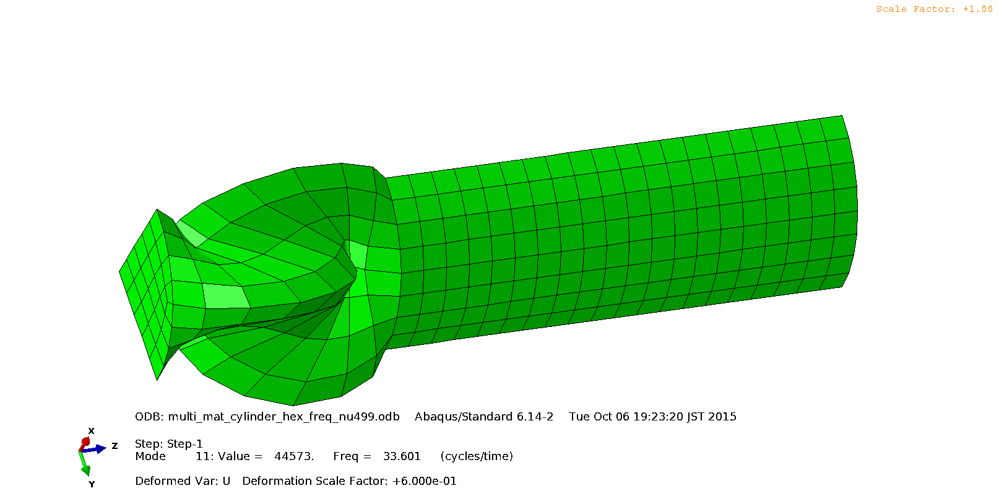 Scale Factor: +1.00
ODB: multi_mat_cylinder_hex_freq_nu499.odb Abaqus/Standard 6.14-2 Tue Oct 06 19:23:20 JST 2015
X
Z
Y
Step: Step-1
Mode 11: Value = 44573. Freq = 33.601 (cycles/time)
Deformed Var: U Deformation Scale Factor: +6.000e-01